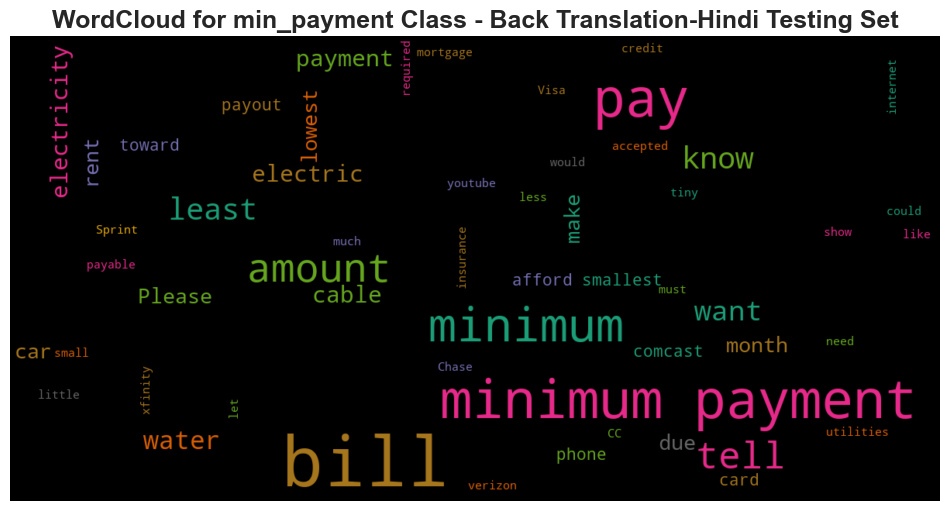 WordCloud for min_payment Class - Back Translation-Hindi Testing Set
electricity
payment
required
mortgage
credit
internet
payout
lowest
Visa
pay
toward
rent
accepted
know
would
electric
youtube
less
tiny
least
make
could
Sprint
much
insurance
show
like
payable
amount
Please
cable
afford
smallest
must
minimum
want
car
small
comcast
month
need
little
xfinity
let
Chase
minimum payment
water
bill
CC
due
utilities
phone
tell
verizon
card